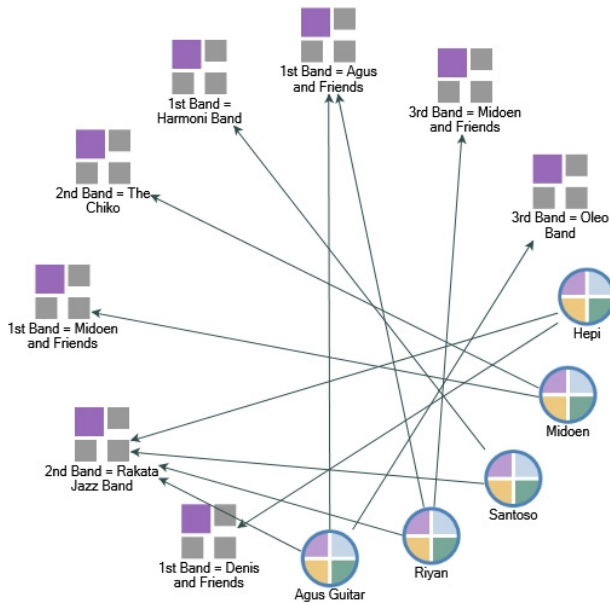 1st Band = Agus
and Friends
1st Band =
Harmoni Band
3rd Band = Midoen
and Friends
2nd Band = The
Chiko
3rd Band = Oleo
Band
1st Band = Midoen
and Friends
Hepi
Midoen
2nd Band = Rakata
Jazz Band
Santoso
1st Band = Denis
and Friends
Agus Guitar
Riyan